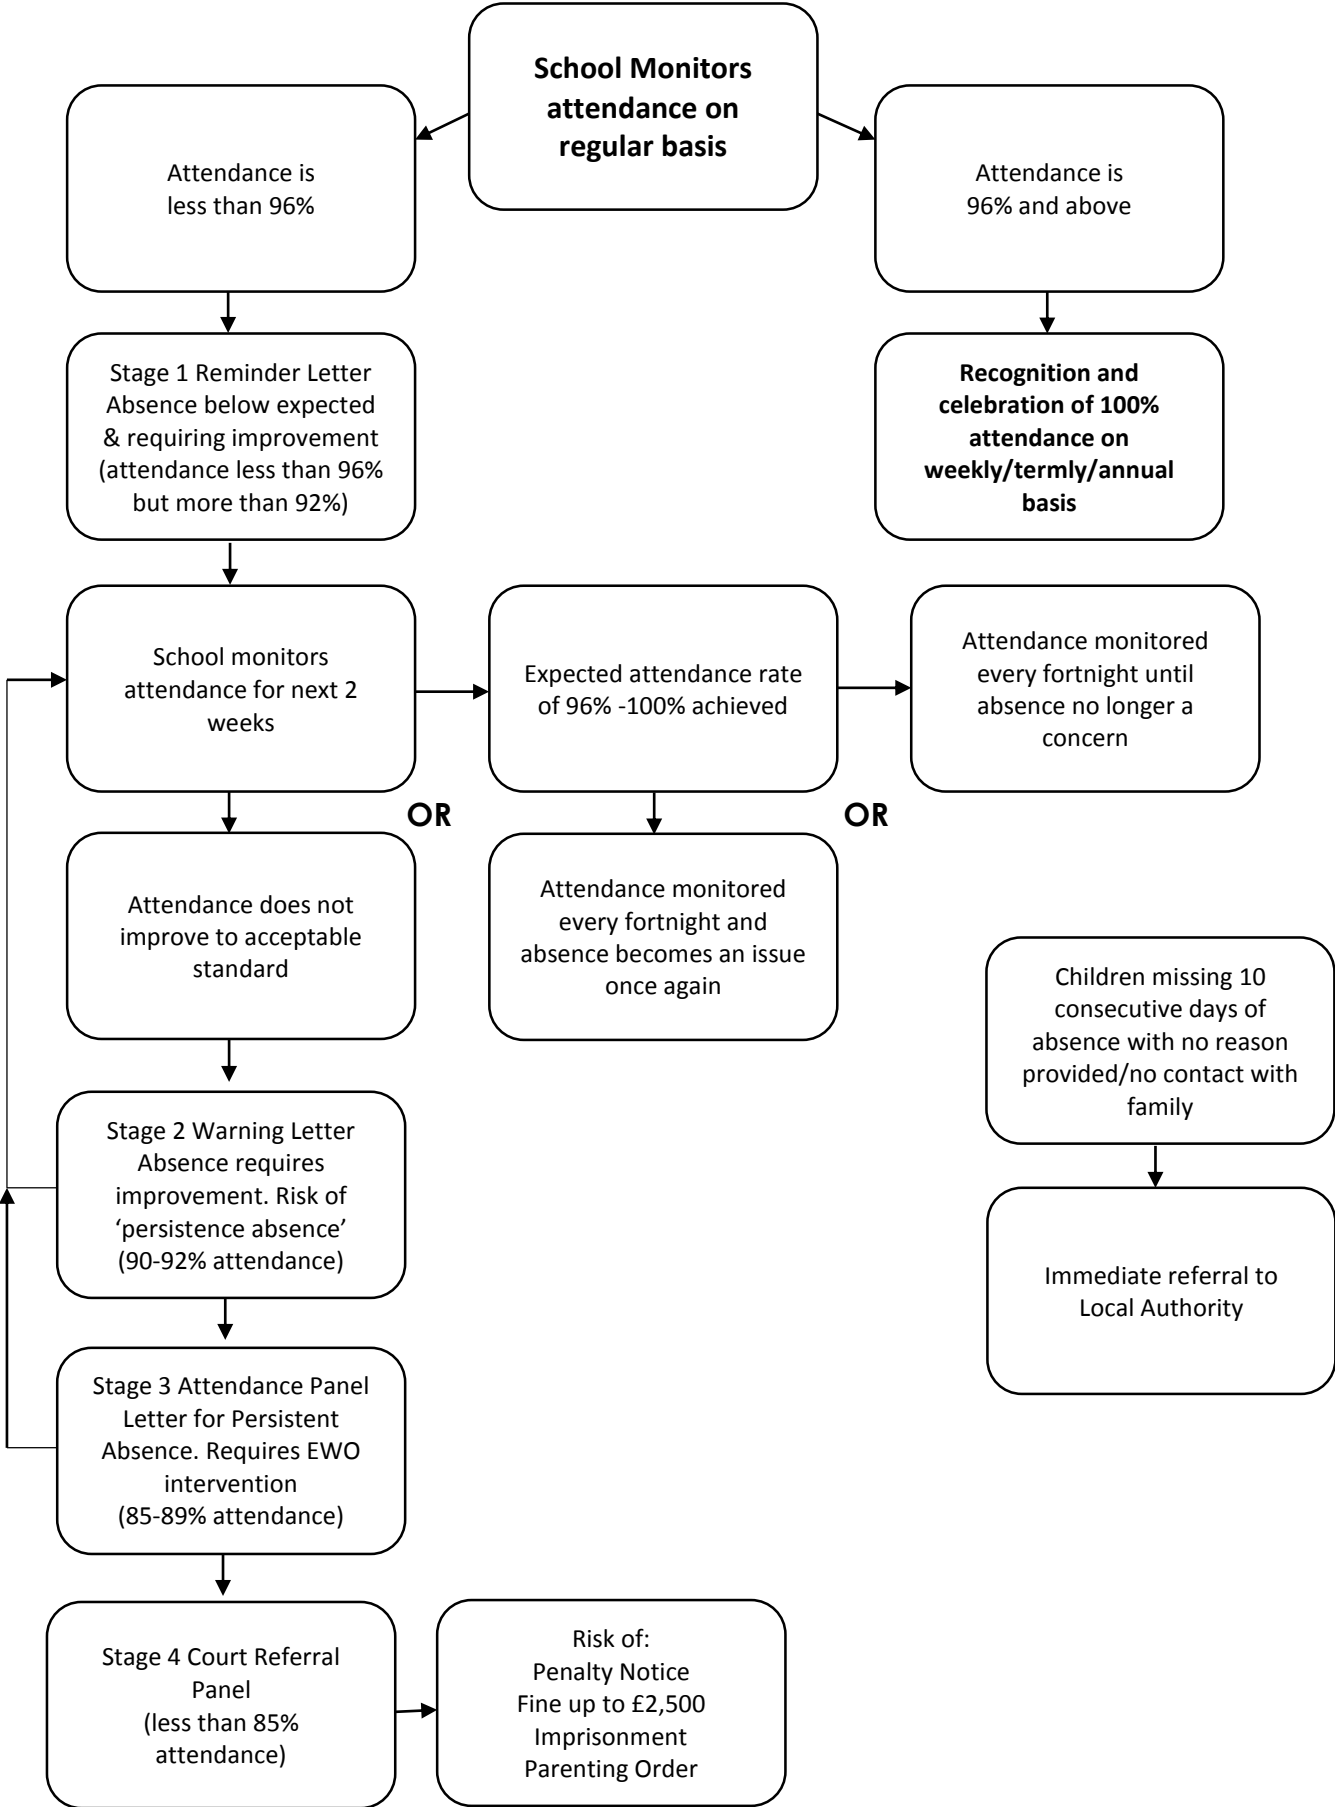 School Monitors
attendance on
regular basis
Attendance is
less than 96%
Attendance is
96% and above
Stage 1 Reminder Letter
Absence below expected
& requiring improvement
(attendance less than 96%
but more than 92%)
Recognition and
celebration of 100%
attendance on
weekly/termly/annual
basis
School monitors
attendance for next 2
weeks
Expected attendance rate
of 96% -100% achieved
Attendance monitored
every fortnight until
absence no longer a
concern
OR
OR
Attendance does not
improve to acceptable
standard
Attendance monitored
every fortnight and
absence becomes an issue
once again
Children missing 10
consecutive days of
absence with no reason
provided/no contact with
family
Stage 2 Warning Letter
Absence requires
improvement. Risk of
‘persistence absence’
(90-92% attendance)
Immediate referral to
Local Authority
Stage 3 Attendance Panel
Letter for Persistent
Absence. Requires EWO
intervention
(85-89% attendance)
Stage 4 Court Referral
Panel
(less than 85%
attendance)
Risk of:
Penalty Notice
Fine up to £2,500
Imprisonment
Parenting Order